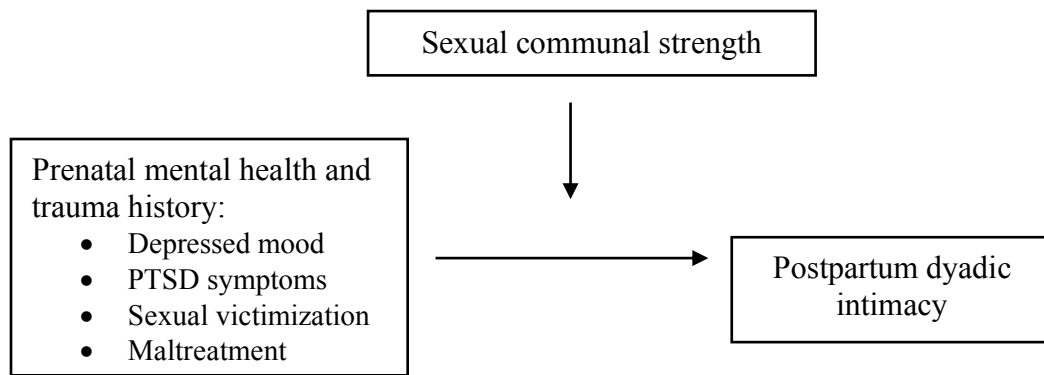 Sexual communal strength
Prenatal mental health and
trauma history:
• Depressed mood
• PTSD symptoms
• Sexual victimization
• Maltreatment
Postpartum dyadic
intimacy